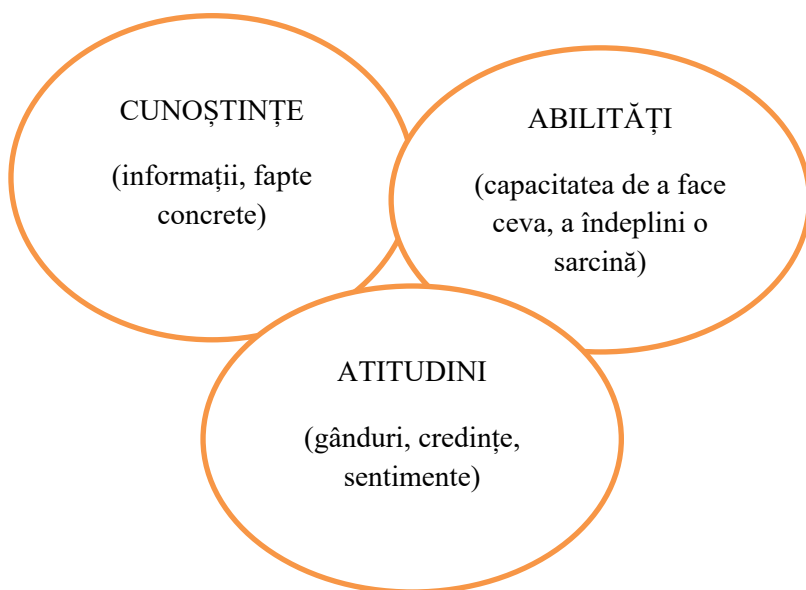 CUNOȘTINȚE
(informații, fapte
concrete)
ABILITĂȚI
(capacitatea de a face
ceva, a îndeplini o
sarcină)
ATITUDINI
(gânduri, credințe,
sentimente)